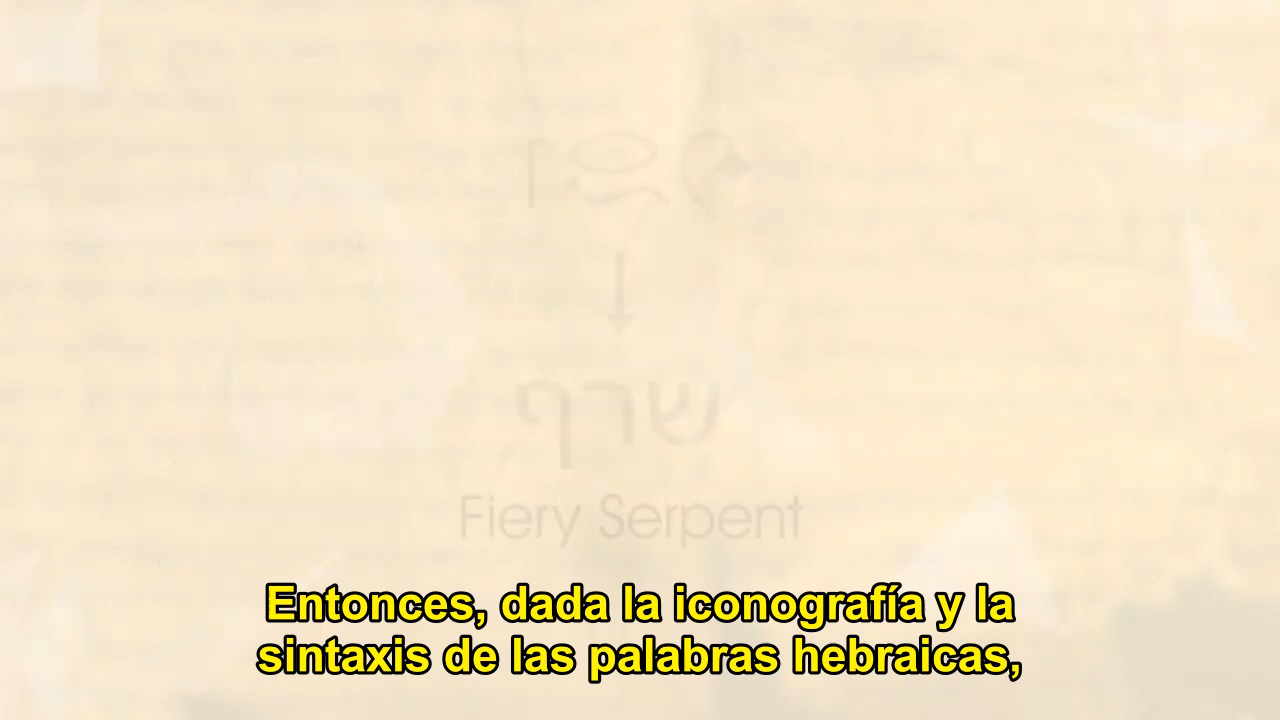 שרף
Fiery Serpent
Entonces, dada la iconografía y la
sintaxis de las palabras hebraicas,